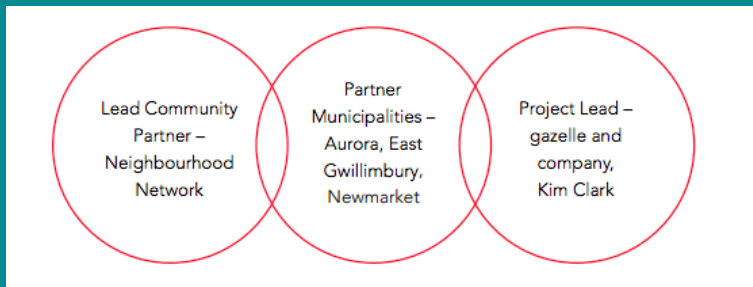 Lead Community
Partner –
Neighbourhood
Network
Partner
Municipalities –
Aurora, East
Gwillimbury,
Newmarket
Project Lead –
gazelle and
company,
Kim Clark